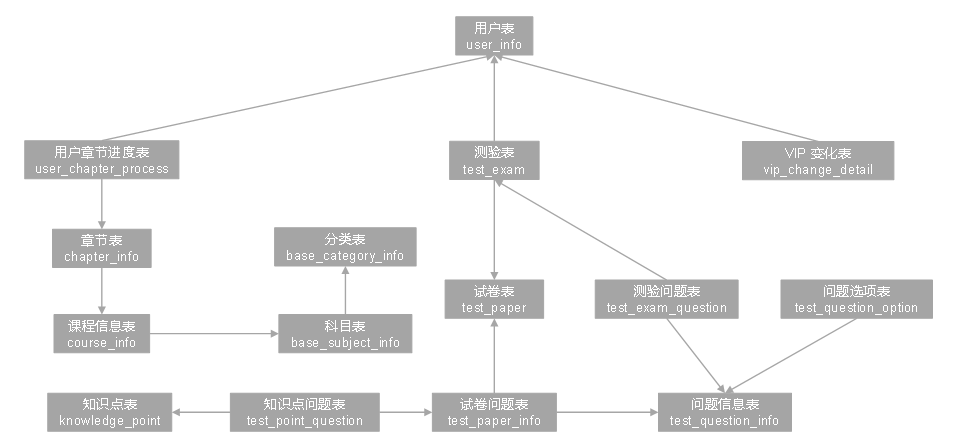 用户表
user_info
用户章节进度表
user_chapter_process
测验表
test_exam
VIP 变化表
vip_change_detail
章节表
chapter_info
分类表
base_category_info
试卷表
test_paper
测验问题表
test_exam_question
问题选项表
test_question_option
课程信息表
course_info
科目表
base_subject_info
知识点表
knowledge_point
知识点问题表
test_point_question
试卷问题表
test_paper_info
问题信息表
test_question_info